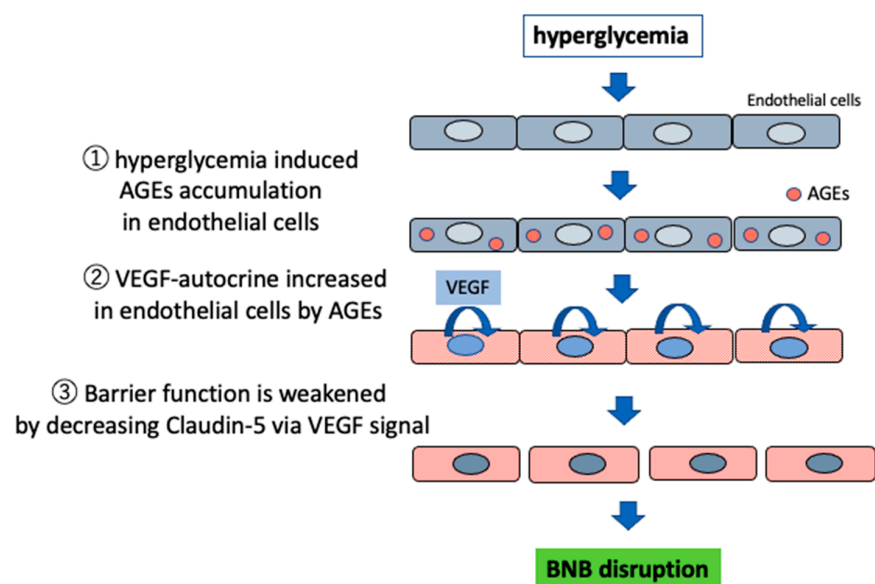 hyperglycemia
Endothelial cells
① hyperglycemia induced
AGEs accumulation
in endothelial cells
AGEs
② VEGF-autocrine increased
in endothelial cells by AGEs
VEGF
③ Barrier function is weakened
by decreasing Claudin-5 via VEGF signal
BNB disruption